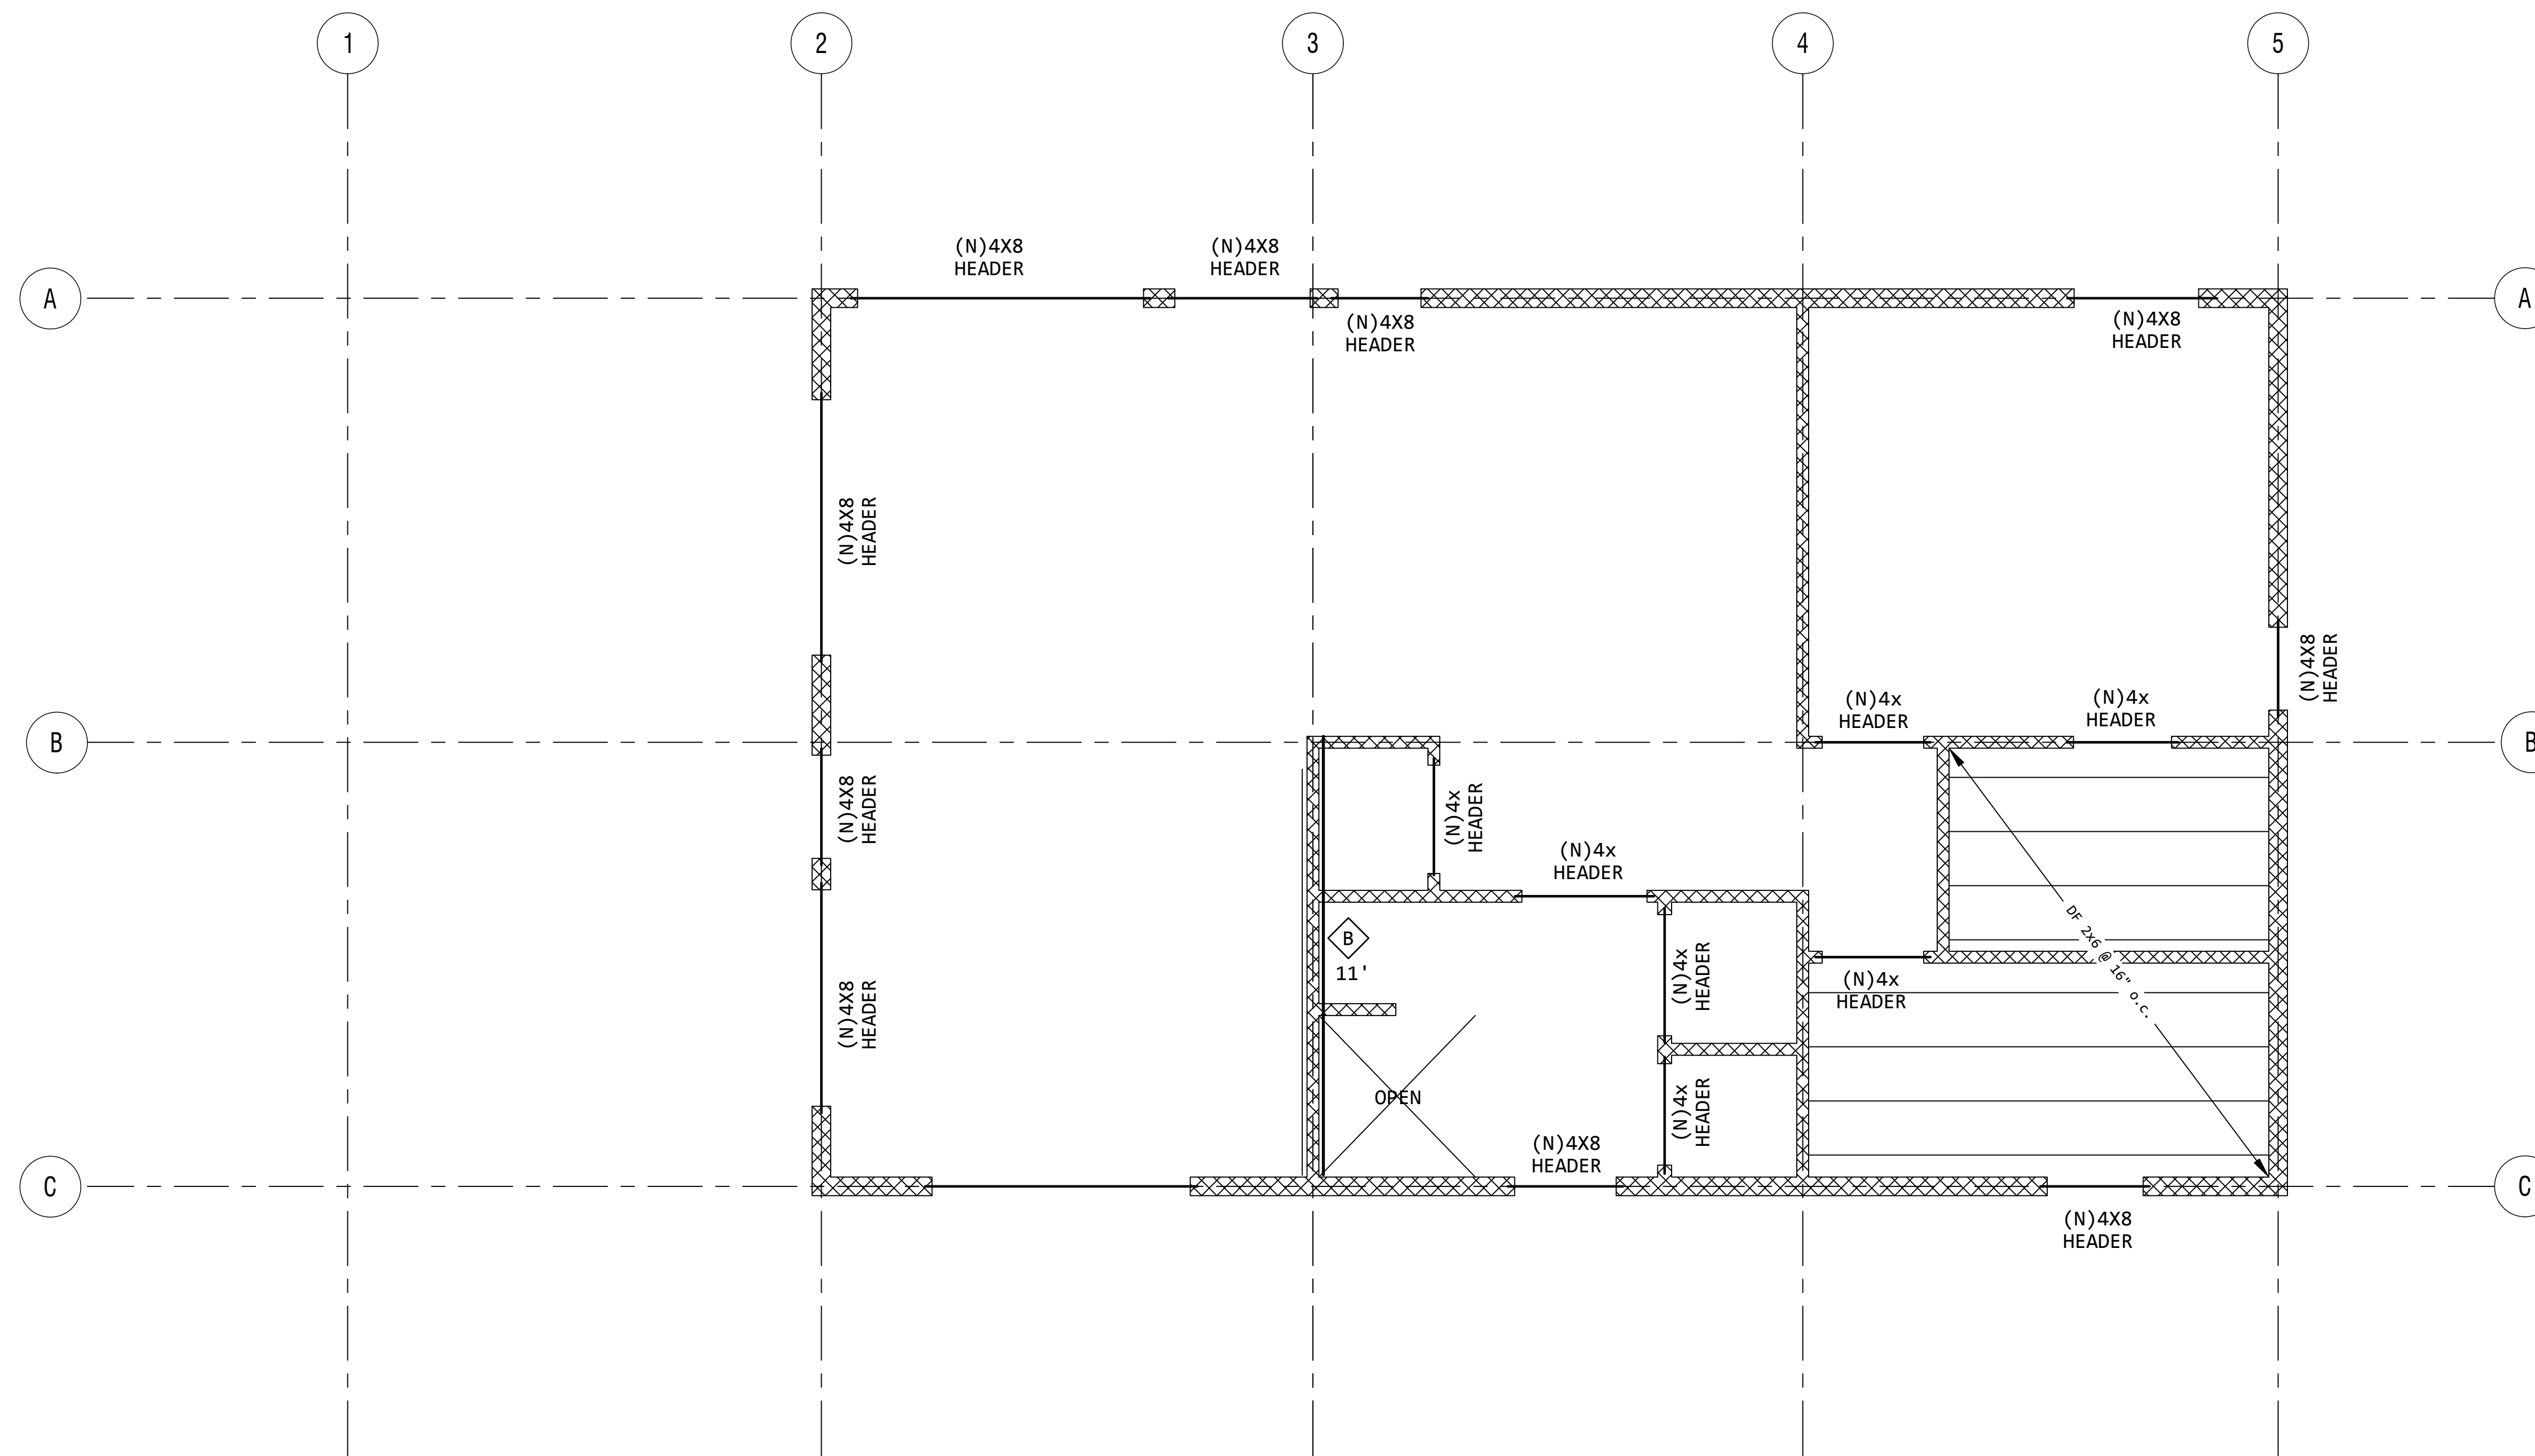 1
2
3
4
5
(N)4X8
HEADER
(N)4X8
HEADER
A
A
(N)4X8
HEADER
(N)4X8
HEADER
(N)4X8
HEADER
(N)4X8
HEADER
(N)4x
HEADER
(N)4x
HEADER
B
B
(N)4X8
HEADER
(N)4x
HEADER
(N)4x
HEADER
B
11'
DF 2x6 @ 16" o.c.
(N)4x
HEADER
(N)4x
HEADER
(N)4X8
HEADER
OPEN
(N)4x
HEADER
(N)4X8
HEADER
C
C
(N)4X8
HEADER